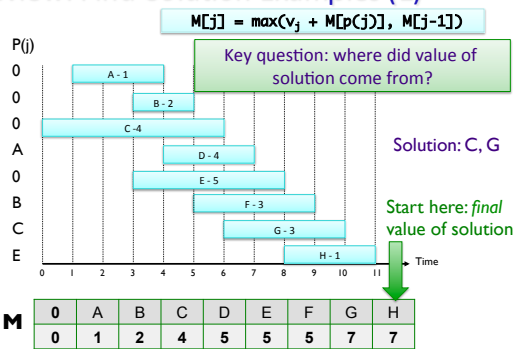 M[j] = max(vj + M[p(j)], M[j-1])
P(j)
Key question: where did value of
solution come from?
0
A - 1
0
B - 2
0
C -4
A
D - 4
Solution: C, G
0
E - 5
B
F - 3
C
G - 3
Start here: final
value of solution
E
H - 1
Time
0 1 2 3 4 5 6 7 8 9 10 11
M
0 A B C D E F G H
0 1 2 4 5 5 5 7 7